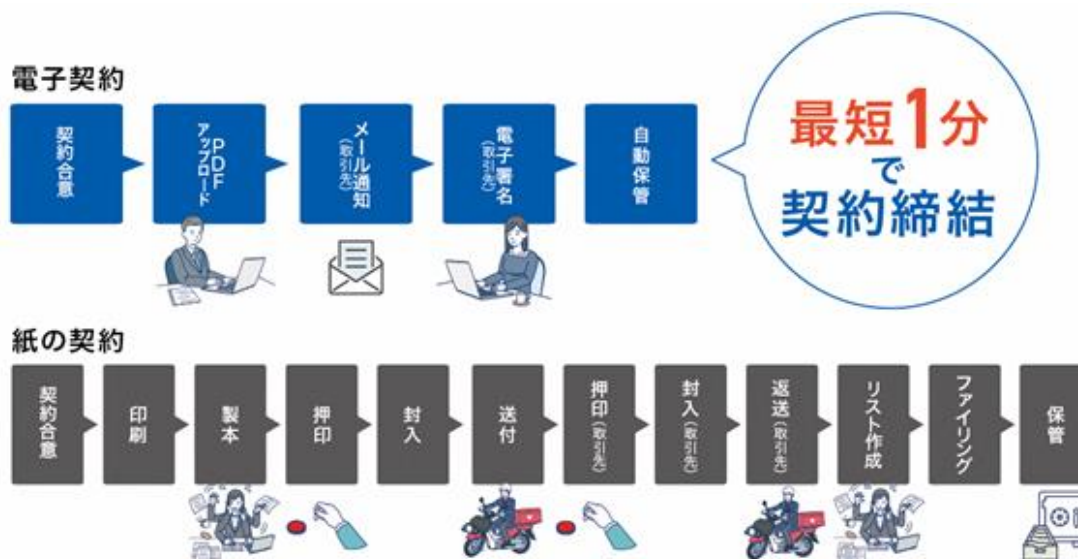 電子契約
契約合意
PDF
アップロード
メール通知
(取引先)
電子署名
(取引先)
自動保管
最短1分
で
契約締結
紙の契約
契約合意
印刷
製本
押印
封入
送付
押印(取引先)
封入(取引先)
返送(取引先)
リスト作成
ファイリング
保管